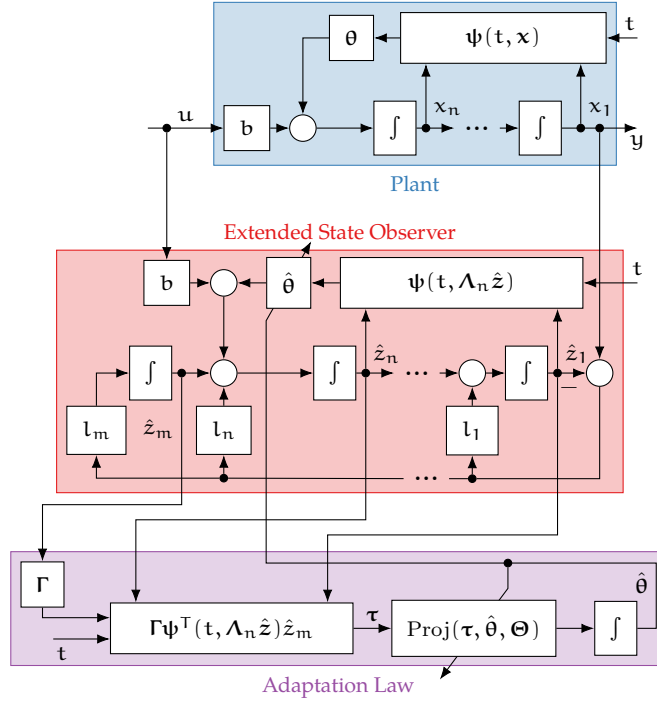 θ ψ(t, x) t
u b ∫ xₙ ··· ∫ x₁
y
Plant
Extended State Observer
b θ̂ ψ(t, Λₙẑ) t
∫ ∫ ẑₙ ··· ∫ ẑ₁
−
lₘ ẑₘ lₙ l₁
···
Γ θ̂
Γψᵀ(t, Λₙẑ)ẑₘ τ Proj(τ, θ̂, Θ) ∫
t
Adaptation Law